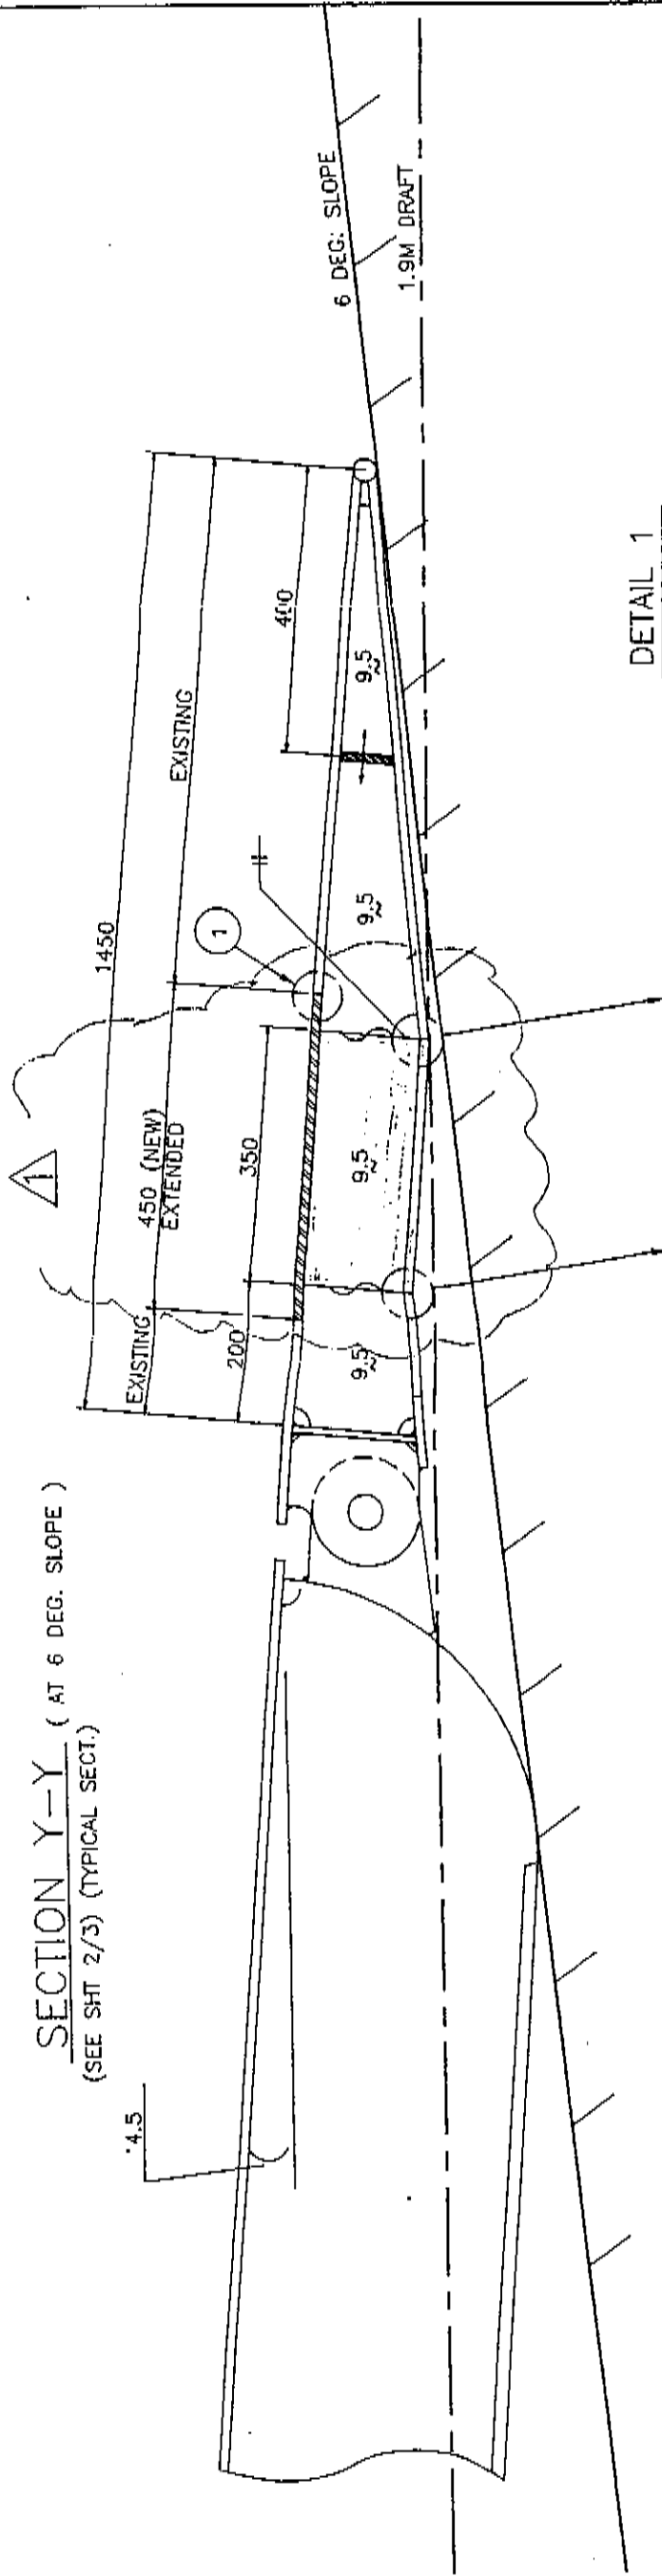 SECTION Y-Y ( AT 6 DEG. SLOPE )
(SEE SHT 2/3) (TYPICAL SECT.)
4.5
1
1450
EXISTING
450 (NEW)
EXTENDED
EXISTING
200
350
400
1
9.5
9.5
9.5
9.5
6 DEG. SLOPE
1.9M DRAFT
DETAIL 1